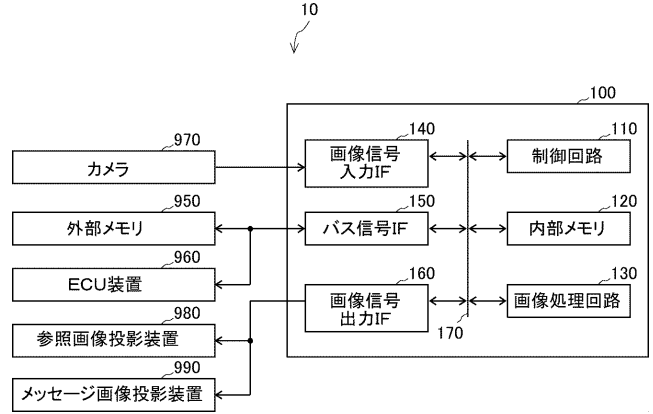 10
100
970
カメラ
140
画像信号
入力IF
110
制御回路
950
外部メモリ
150
バス信号IF
120
内部メモリ
960
ECU装置
160
画像信号
出力IF
130
画像処理回路
170
980
参照画像投影装置
990
メッセージ画像投影装置